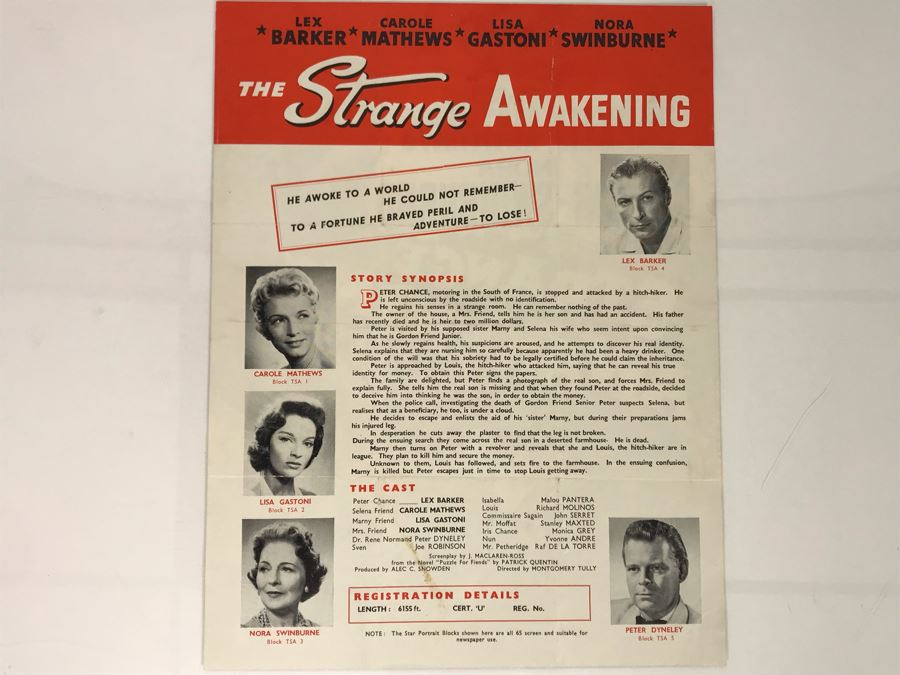 LEX BARKER * CAROLE MATHEWS * LISA GASTONI * NORA SWINBURNE *
THE Strange AWAKENING
HE AWOKE TO A WORLD
HE COULD NOT REMEMBER—
TO A FORTUNE HE BRAVED PERIL AND
ADVENTURE—TO LOSE!
LEX BARKER
Block TSA 4
STORY SYNOPSIS
PETER CHANCE, motoring in the South of France, is stopped and attacked by a hitch-hiker. He
is left unconscious by the roadside with no identification.
He regains his senses in a strange room. He can remember nothing of the past.
The owner of the house, a Mrs. Friend, tells him he is her son and has had an accident. His father
has recently died and he is heir to two million dollars.
Peter is visited by his supposed sister Marny and Selena his wife who seem intent upon convincing
him that he is Gordon Friend Junior.
As he slowly regains health, his suspicions are aroused, and he attempts to discover his real identity.
Selena explains that they are nursing him so carefully because apparently he had been a heavy drinker. One
condition of the will was that his sobriety had to be legally certified before he could claim the inheritance.
Peter is approached by Louis, the hitch-hiker who attacked him, saying that he can reveal his true
identity for money. To obtain this Peter signs the papers.
The family are delighted, but Peter finds a photograph of the real son, and forces Mrs. Friend to
explain fully. She tells him the real son is missing and that when they found Peter at the roadside, decided
to deceive him into thinking he was the son, in order to obtain the money.
When the police call, investigating the death of Gordon Friend Senior Peter suspects Selena, but
realises that as a beneficiary, he too, is under a cloud.
He decides to escape and enlists the aid of his 'sister' Marny, but during their preparations jams
his injured leg.
In desperation he cuts away the plaster to find that the leg is not broken.
During the ensuing search they come across the real son in a deserted farmhouse. He is dead.
Marny then turns on Peter with a revolver and reveals that she and Louis, the hitch-hiker are in
league. They plan to kill him and secure the money.
Unknown to them, Louis has followed, and sets fire to the farmhouse. In the ensuing confusion,
Marny is killed but Peter escapes just in time to stop Louis getting away.
CAROLE MATHEWS
Block TSA 1
LISA GASTONI
Block TSA 2
NORA SWINBURNE
Block TSA 3
THE CAST
Peter Chance LEX BARKER
Selena Friend CAROLE MATHEWS
Marny Friend LISA GASTONI
Mrs. Friend NORA SWINBURNE
Dr. Rene Normand Peter DYNELEY
Sven Joe ROBINSON
Isabella Malou PANTERA
Louis Richard MOLINOS
Commissaire Sagain John SERRET
Mr. Moffat Stanley MAXTED
Iris Chance Monica GREY
Nun Yvonne ANDRE
Mr. Petheridge Raf DE LA TORRE
Screenplay by J. MACLAREN-ROSS
from the Novel "Puzzle For Fiends" by PATRICK QUENTIN
Produced by ALEC C. SNOWDEN Directed by MONTGOMERY TULLY
REGISTRATION DETAILS
LENGTH: 6155 ft. CERT. 'U' REG. No.
NOTE: The Star Portrait Blocks shown here are all 65 screen and suitable for
newspaper use.
PETER DYNELEY
Block TSA 5